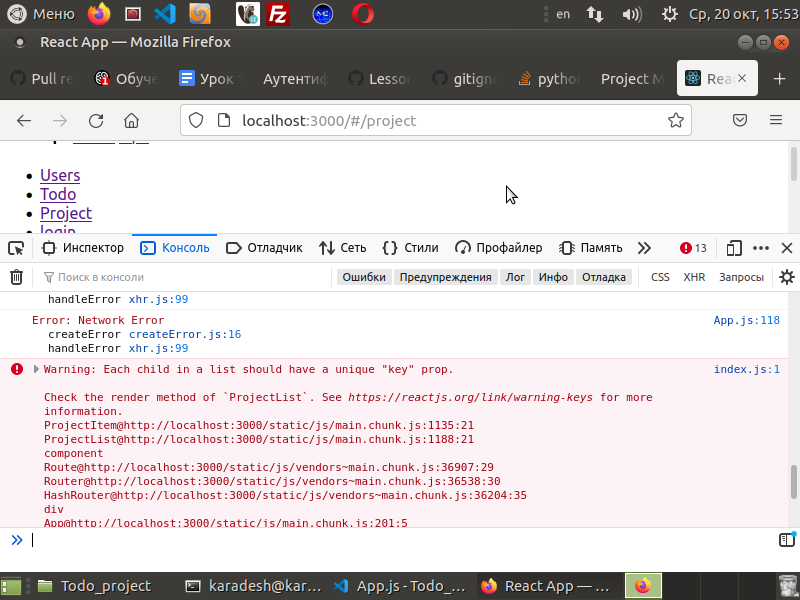 Меню en Ср, 20 окт, 15:53
React App — Mozilla Firefox
Pull re Обуче Урок 1 Аутентиф Lesson gitign pytho Project M Rea
localhost:3000/#/project
Users
Todo
Project
login
Инспектор Консоль Отладчик Сеть Стили Профайлер Память 13
Поиск в консоли Ошибки Предупреждения Лог Инфо Отладка CSS XHR Запросы
handleError xhr.js:99
Error: Network Error App.js:118
createError createError.js:16
handleError xhr.js:99
Warning: Each child in a list should have a unique "key" prop. index.js:1
Check the render method of `ProjectList`. See https://reactjs.org/link/warning-keys for more
information.
ProjectItem@http://localhost:3000/static/js/main.chunk.js:1135:21
ProjectList@http://localhost:3000/static/js/main.chunk.js:1188:21
component
Route@http://localhost:3000/static/js/vendors~main.chunk.js:36907:29
Router@http://localhost:3000/static/js/vendors~main.chunk.js:36538:30
HashRouter@http://localhost:3000/static/js/vendors~main.chunk.js:36204:35
div
App@http://localhost:3000/static/js/main.chunk.js:201:5
Todo_project karadesh@kar... App.js - Todo_... React App — ...